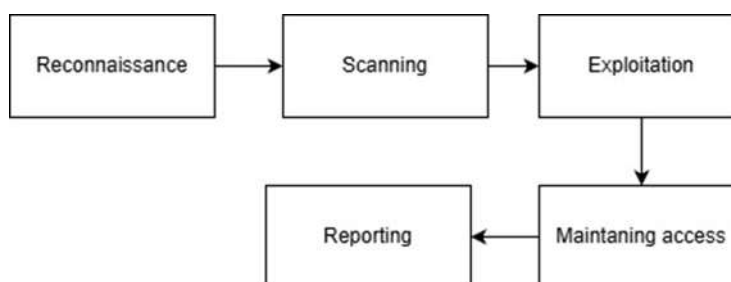 Reconnaissance
Scanning
Exploitation
Maintaning access
Reporting